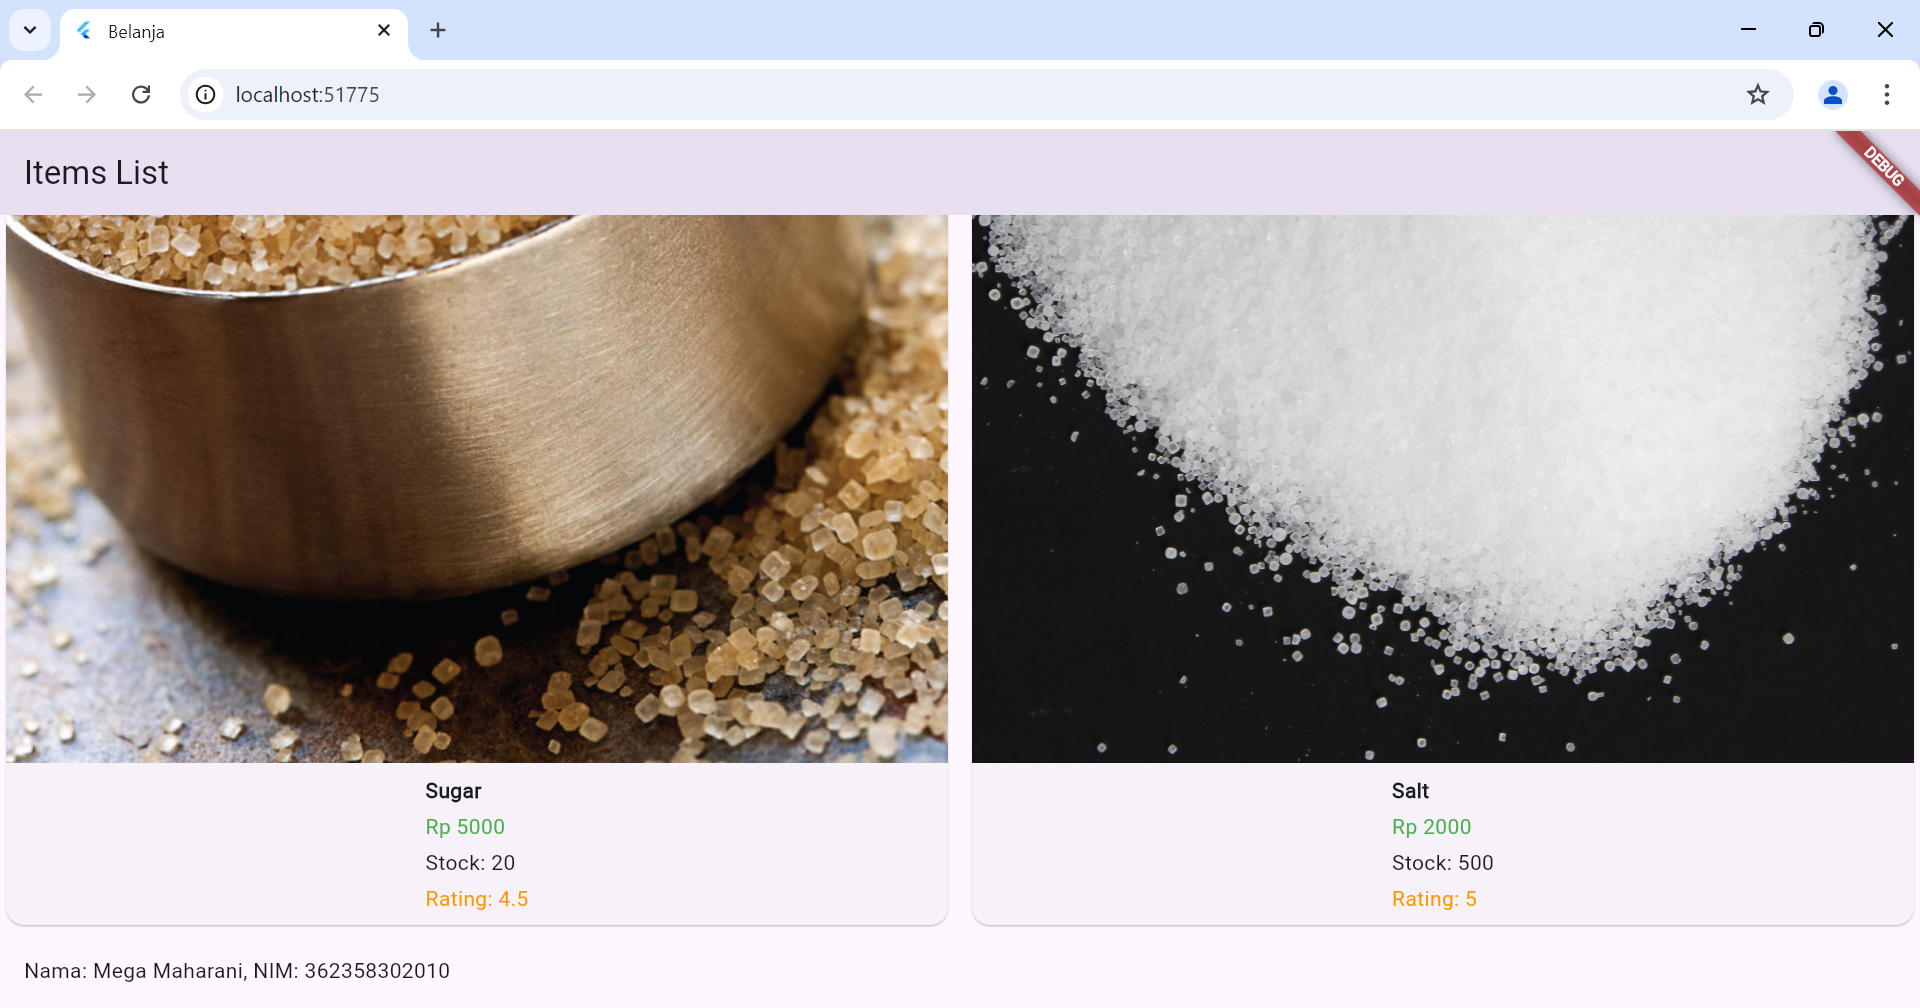 Belanja
localhost:51775
Items List
DEBUG
Sugar
Rp 5000
Stock: 20
Rating: 4.5
Salt
Rp 2000
Stock: 500
Rating: 5
Nama: Mega Maharani, NIM: 362358302010